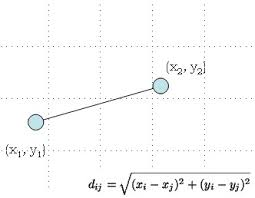 {x₂, y₂}
{x₁, y₁}
dᵢⱼ = √(xᵢ − xⱼ)² + (yᵢ − yⱼ)²